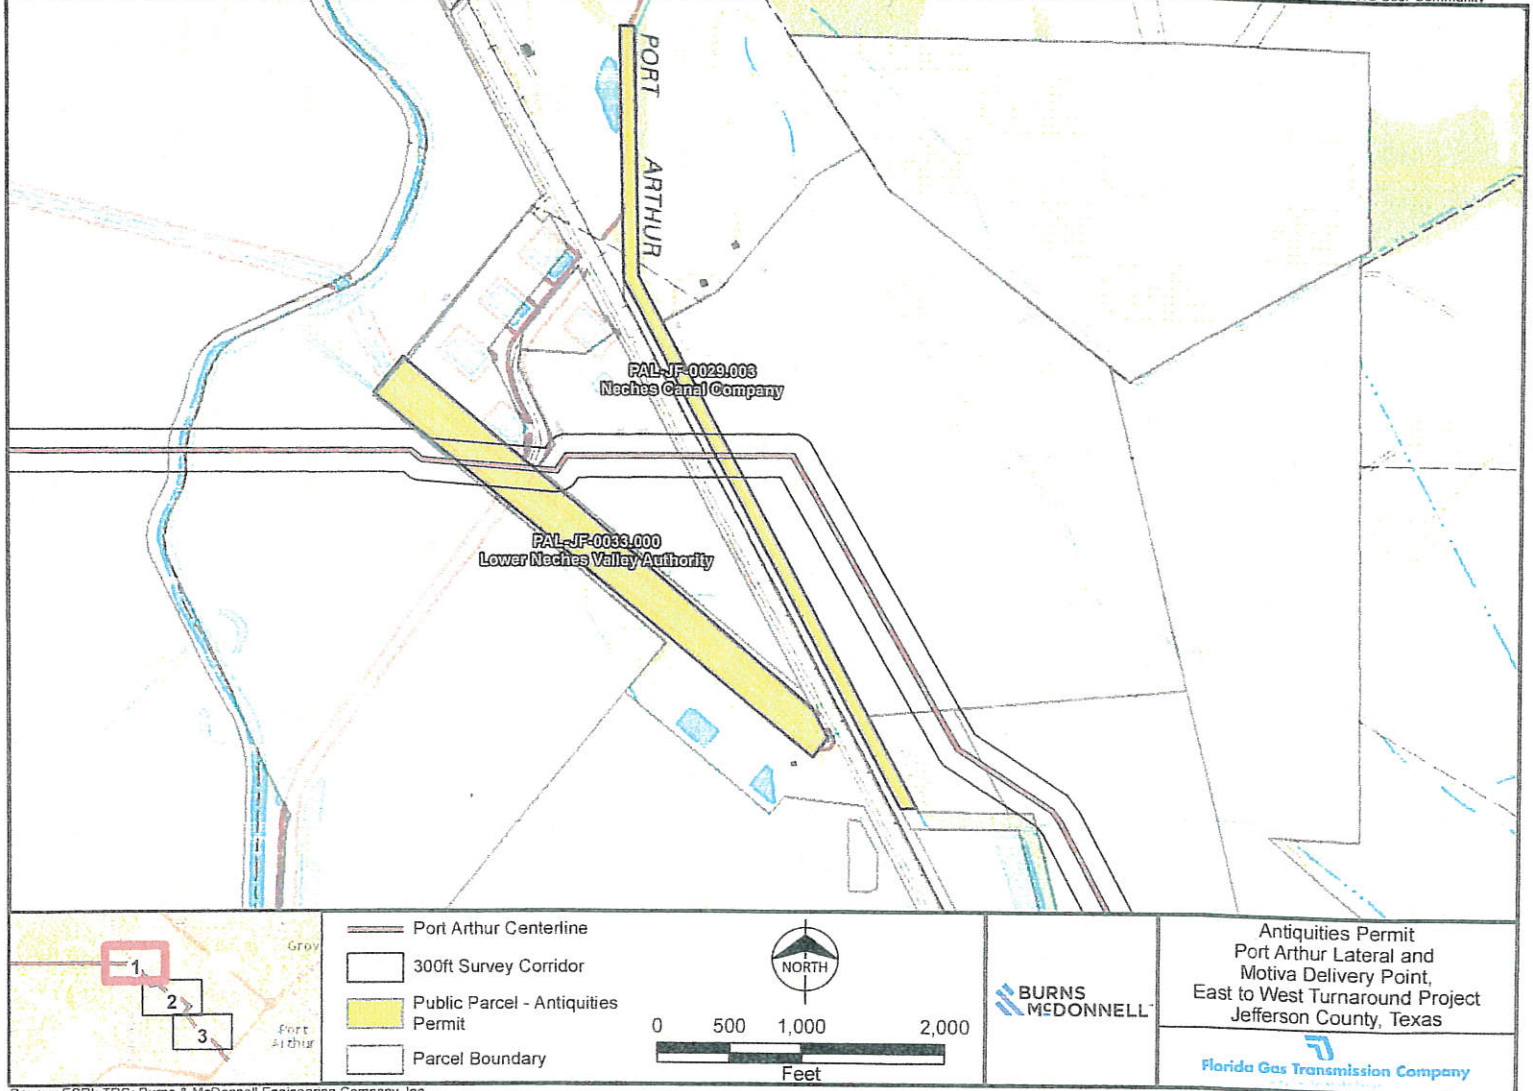 PORT ARTHUR
PAL-JF-0029.003
Neches Canal Company
PAL-JF-0033.000
Lower Neches Valley Authority
Grov
1
2
3
Port
Arthur
Port Arthur Centerline
300ft Survey Corridor
Public Parcel - Antiquities
Permit
Parcel Boundary
NORTH
0 500 1,000 2,000
Feet
BURNS
MCDONNELL
Antiquities Permit
Port Arthur Lateral and
Motiva Delivery Point,
East to West Turnaround Project
Jefferson County, Texas
Florida Gas Transmission Company